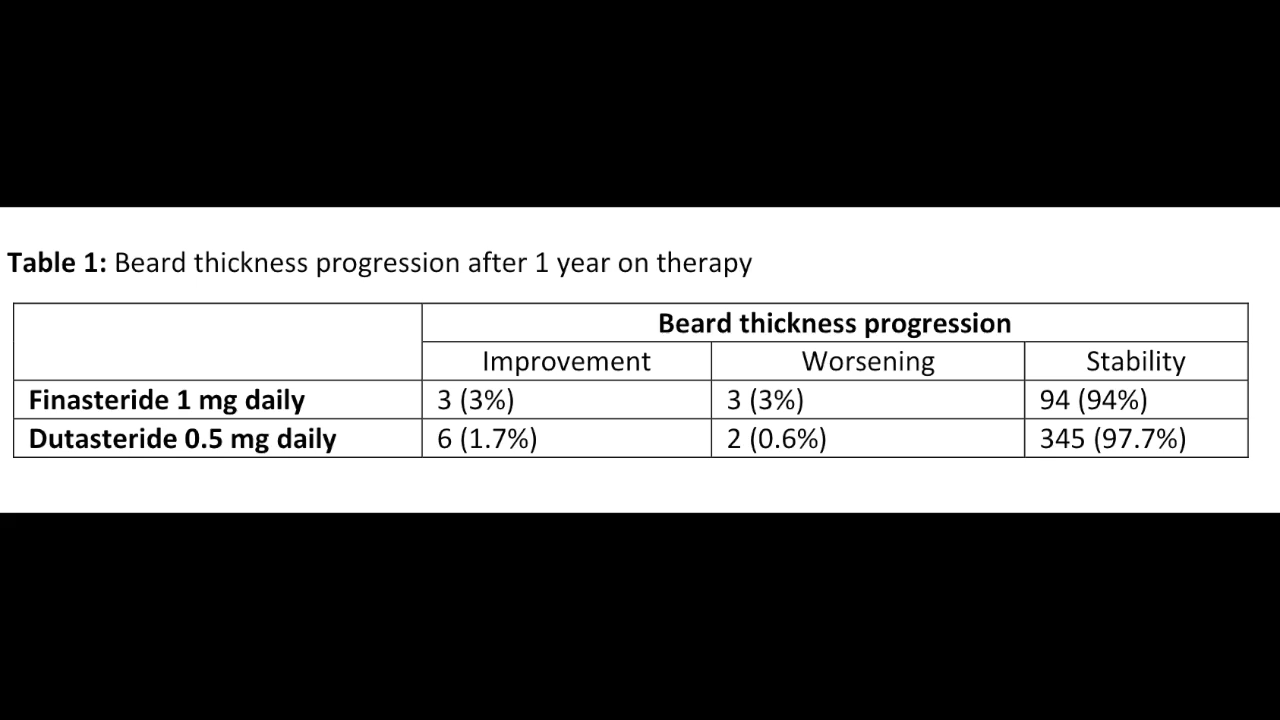 Table 1: Beard thickness progression after 1 year on therapy
Beard thickness progression
Improvement Worsening Stability
Finasteride 1 mg daily 3 (3%) 3 (3%) 94 (94%)
Dutasteride 0.5 mg daily 6 (1.7%) 2 (0.6%) 345 (97.7%)